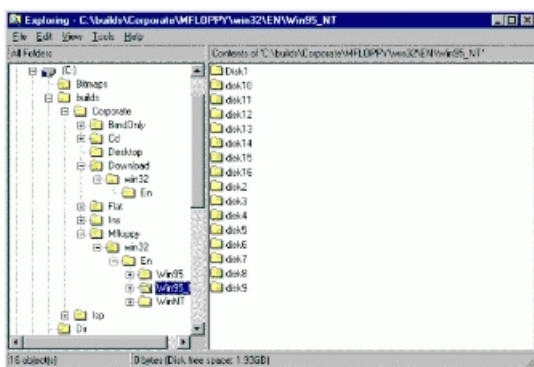 Exploring - C:\builds\Corporate\MFLOPPY\win32\EN\Win95_NT
File Edit View Tools Help
All Folders
Contents of 'C:\builds\Corporate\MFLOPPY\win32\EN\Win95_NT'
(C:)
Bitmaps
builds
Corporate
BrndOnly
Cd
Desktop
Download
win32
En
Flat
Ins
Mfloppy
win32
En
Win95
Win95_
WinNT
Isp
Dir
Disk1
disk10
disk11
disk12
disk13
disk14
disk15
disk16
disk2
disk3
disk4
disk5
disk6
disk7
disk8
disk9
16 object(s)
0 bytes (Disk free space: 1.93GB)